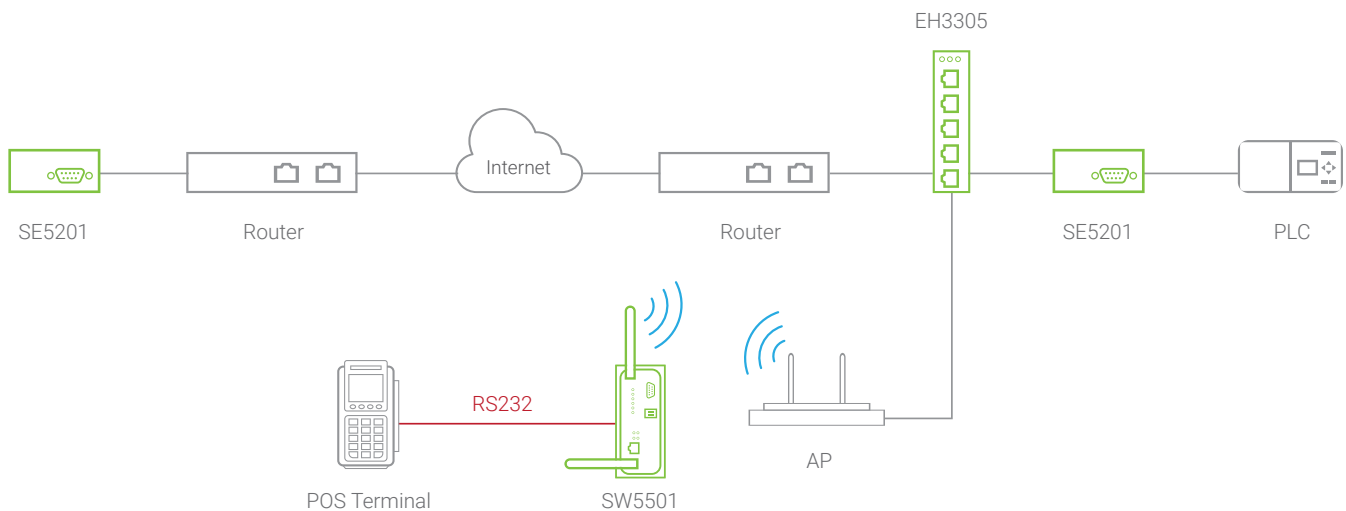 EH3305
Internet
SE5201
Router
Router
SE5201
PLC
RS232
AP
POS Terminal
SW5501